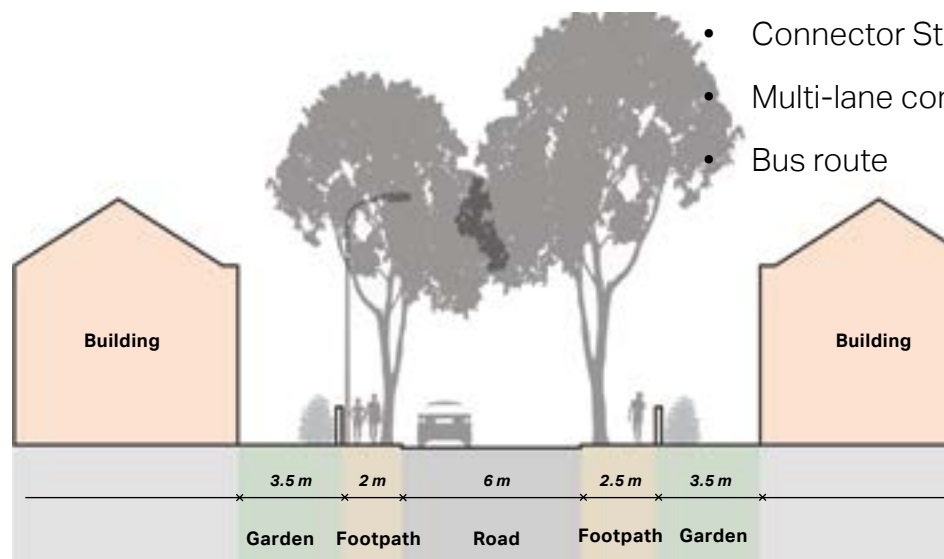 • Connector St
• Multi-lane
• Bus route
Building
Building
3.5 m 2 m 6 m 2.5 m 3.5 m
Garden Footpath Road Footpath Garden